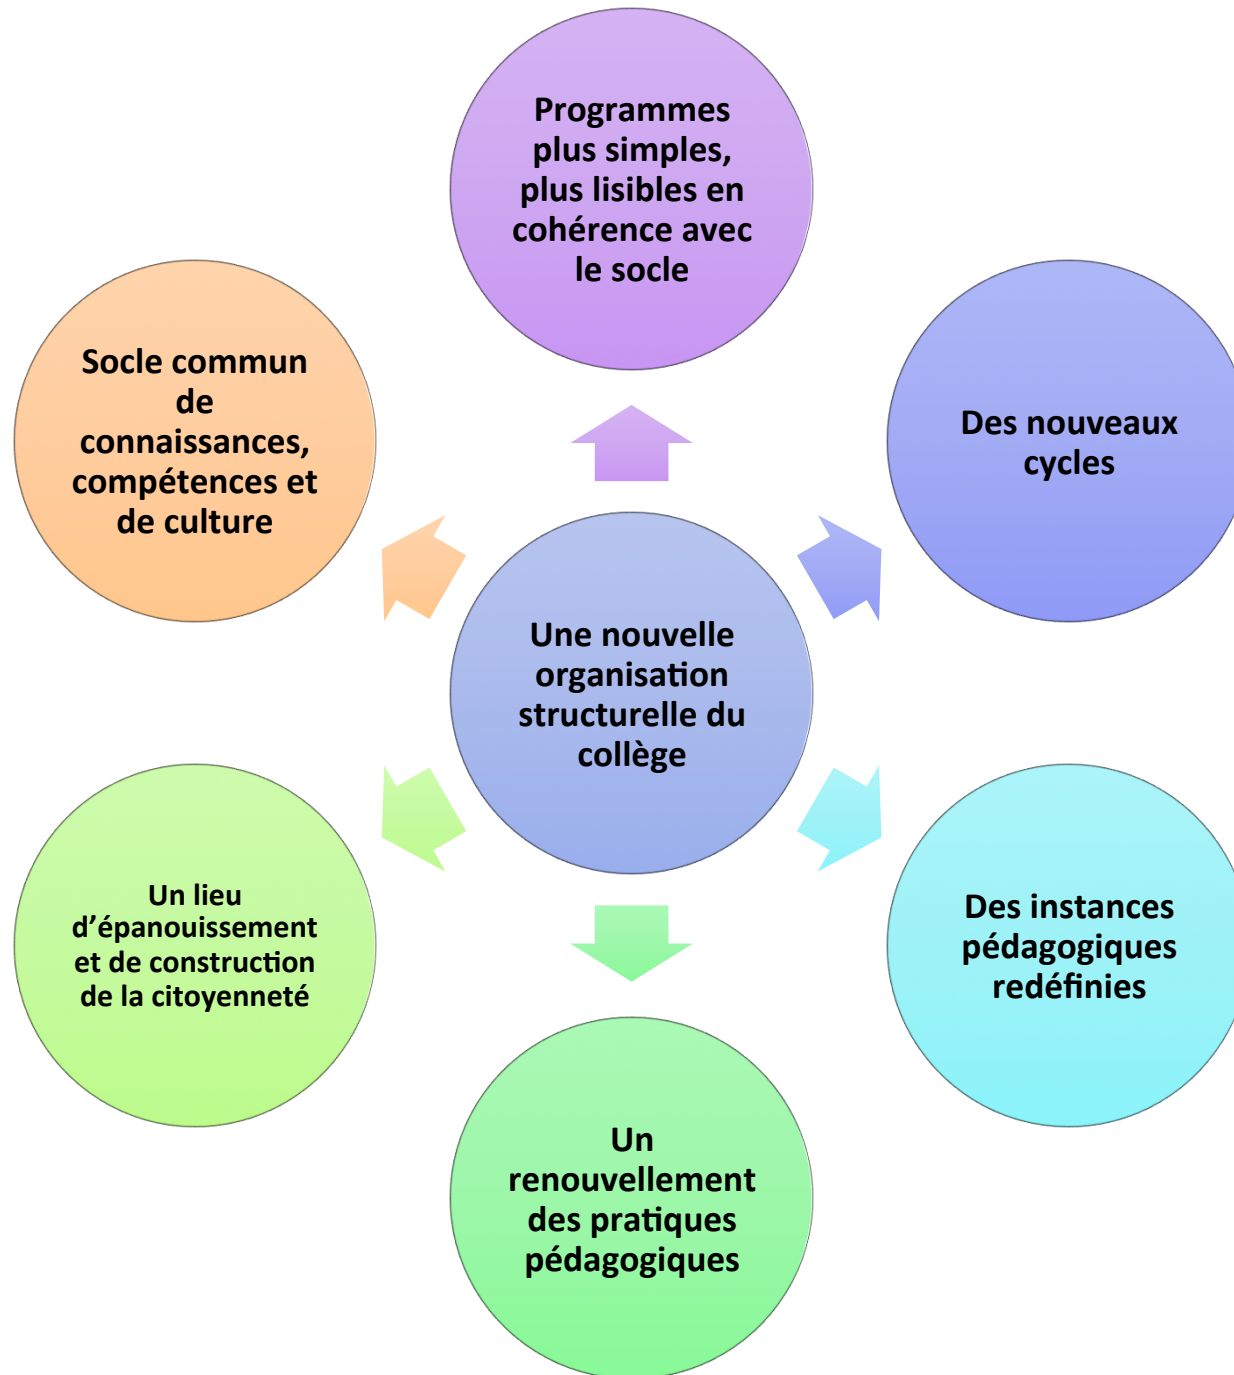 Programmes
plus simples,
plus lisibles en
cohérence avec
le socle
Socle commun
de
connaissances,
compétences et
de culture
Des nouveaux
cycles
Une nouvelle
organisation
structurelle du
collège
Un lieu
d’épanouissement
et de construction
de la citoyenneté
Des instances
pédagogiques
redéfinies
Un
renouvellement
des pratiques
pédagogiques